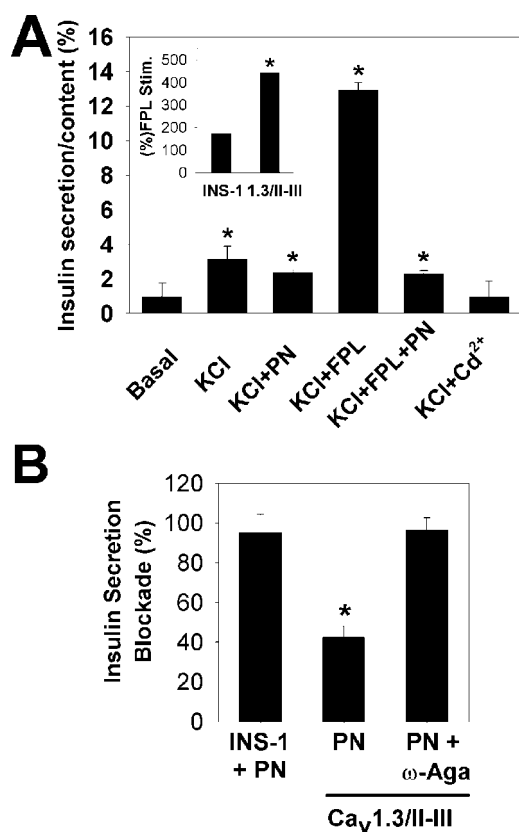 A
Insulin secretion/content (%)
16
14
12
10
8
6
4
2
0
(%)FPL Stim.
500
400
300
200
100
0
*
INS-1 1.3/II-III
*
*
*
*
Basal
KCl
KCl+PN
KCl+FPL
KCl+FPL+PN
KCl+Cd²⁺
B
Insulin Secretion
Blockade (%)
120
100
80
60
40
20
0
*
INS-1 PN PN +
+ PN ω-Aga
Caᵥ1.3/II-III